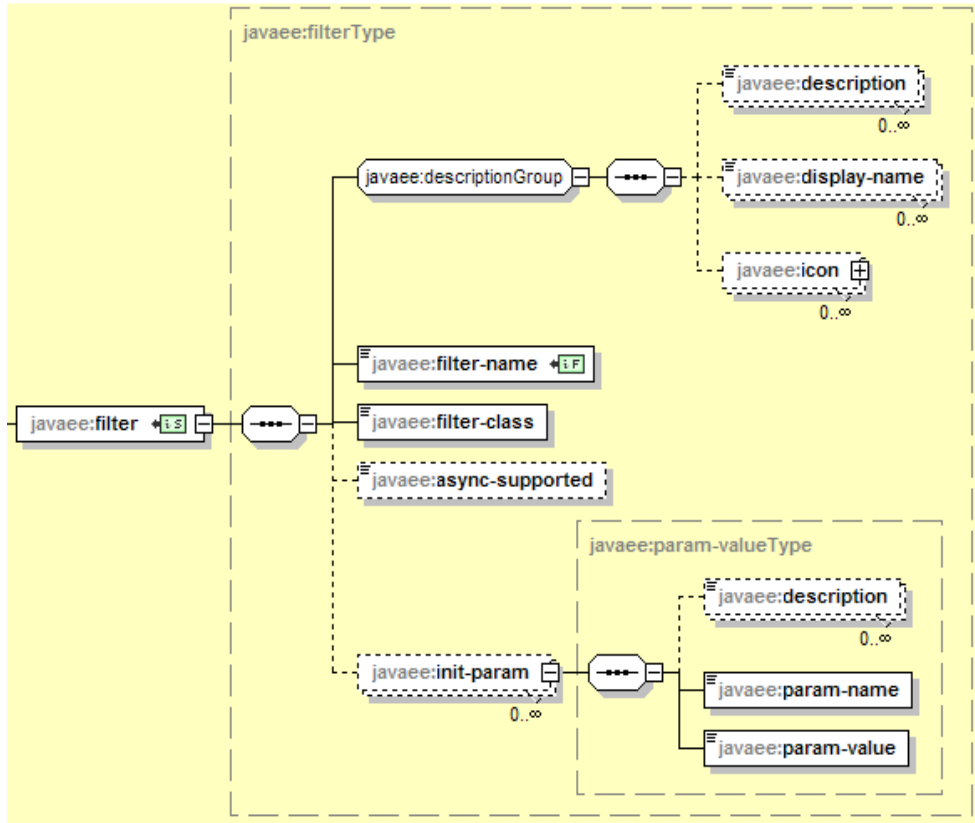 javaee:filterType
javaee:description
0..∞
javaee:descriptionGroup
javaee:display-name
0..∞
javaee:icon
0..∞
javaee:filter-name iF
javaee:filter iS
javaee:filter-class
javaee:async-supported
javaee:param-valueType
javaee:description
0..∞
javaee:init-param
0..∞
javaee:param-name
javaee:param-value